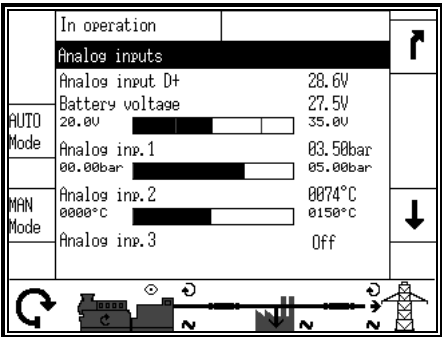 In operation
Analog inputs
Analog input D+ 28.6V
Battery voltage 27.5V
20.0V 35.0V
AUTO
Mode
Analog inp.1 03.50bar
00.00bar 05.00bar
Analog inp.2 0074°C
0000°C 0150°C
MAN
Mode
Analog inp.3 Off